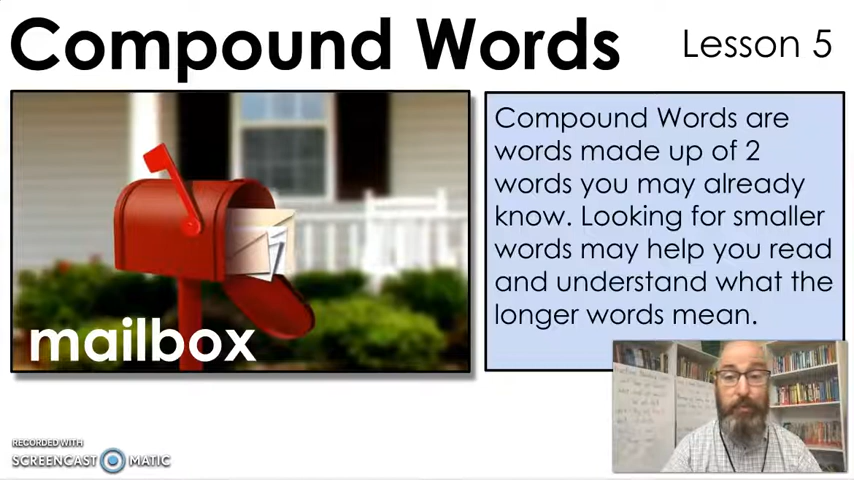 Compound Words
Lesson 5
mailbox
Compound Words are
words made up of 2
words you may already
know. Looking for smaller
words may help you read
and understand what the
longer words mean.
RECORDED WITH
SCREENCAST MATIC